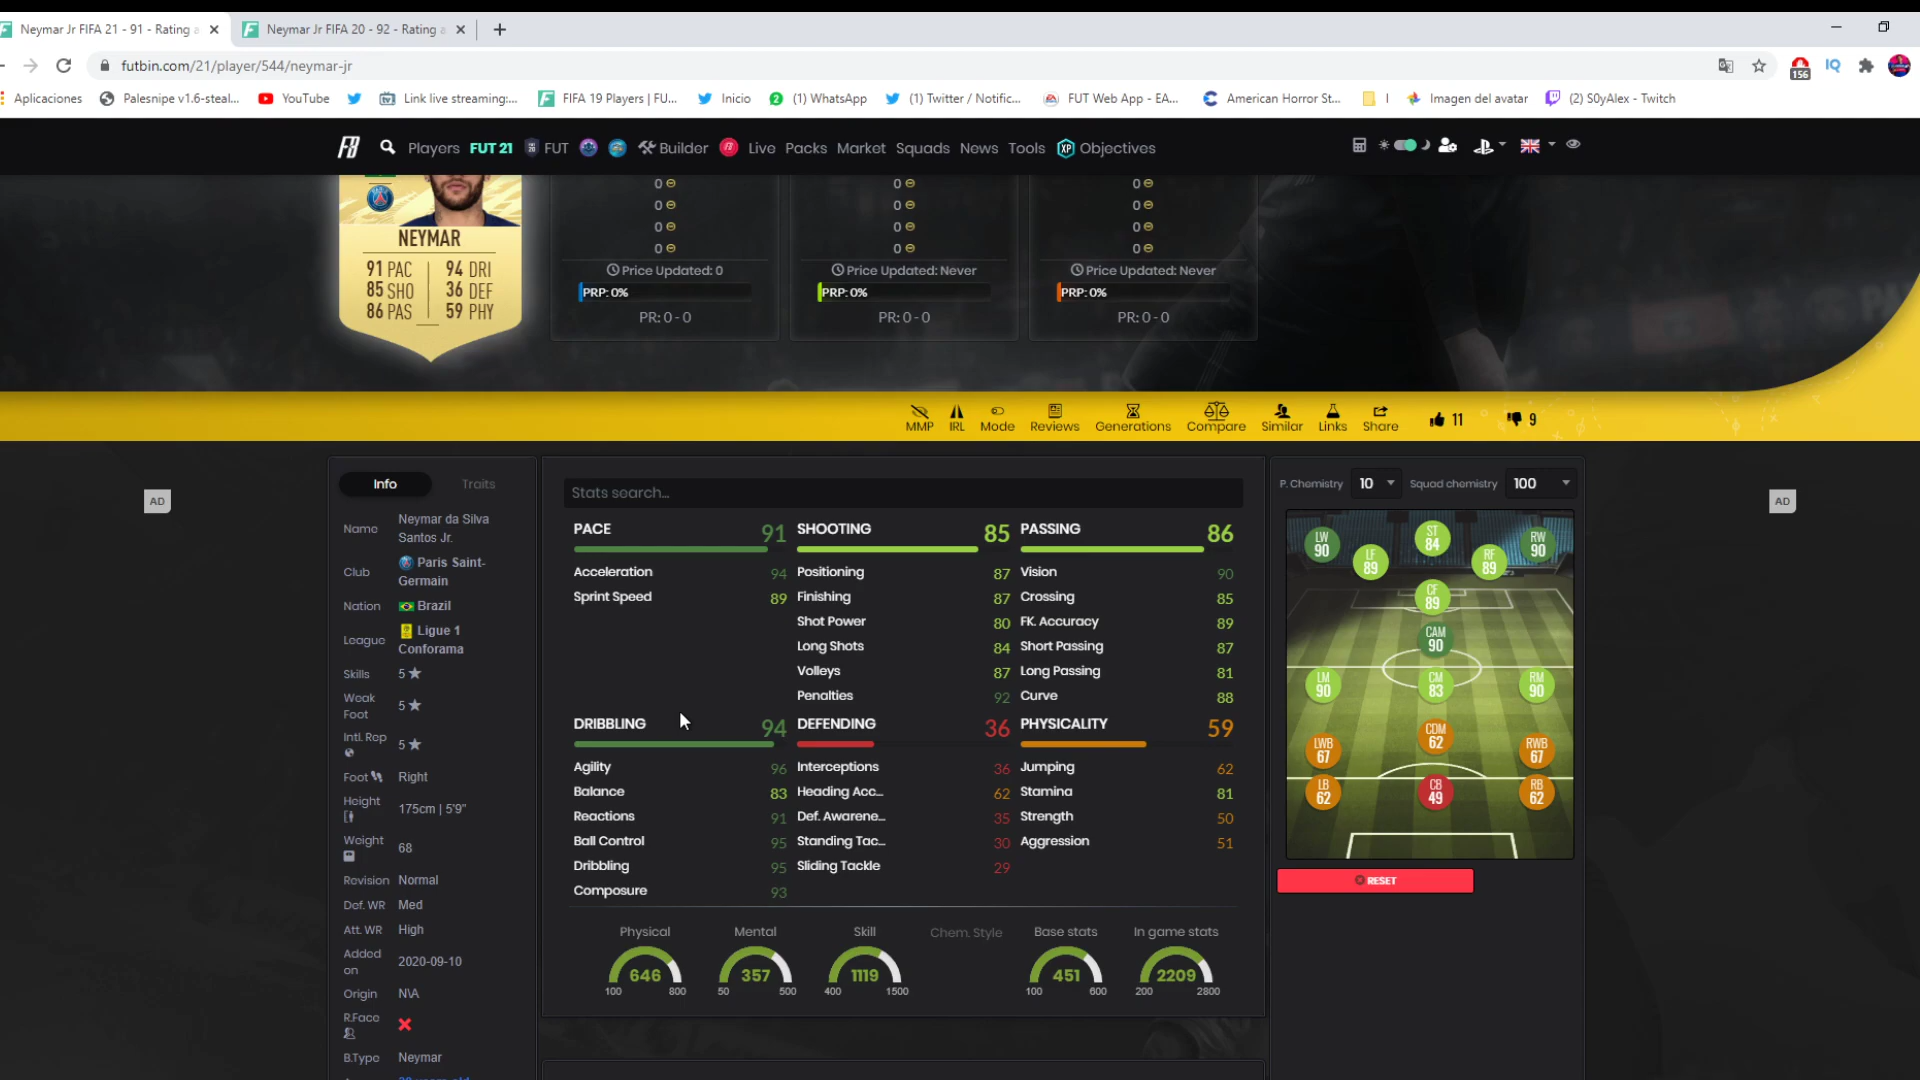 Neymar Jr FIFA 21 - 91 - Rating a
Neymar Jr FIFA 20 - 92 - Rating a
futbin.com/21/player/544/neymar-jr
156
IQ
Aplicaciones
Palesnipe v1.6-steal...
YouTube
Link live streaming:...
FIFA 19 Players | FU...
Inicio
(1) WhatsApp
(1) Twitter / Notific...
FUT Web App - EA...
American Horror St...
I
Imagen del avatar
(2) S0yAlex - Twitch
Players
FUT 21
FUT
Builder
Live
Packs
Market
Squads
News
Tools
XP
Objectives
NEYMAR
91 PAC 94 DRI
85 SHO 36 DEF
86 PAS 59 PHY
0
0
0
0
Price Updated: 0
PRP: 0%
PR: 0 - 0
0
0
0
0
Price Updated: Never
PRP: 0%
PR: 0 - 0
0
0
0
0
Price Updated: Never
PRP: 0%
PR: 0 - 0
MMP
IRL
Mode
Reviews
Generations
Compare
Similar
Links
Share
11
9
AD
AD
Info Traits
Name Neymar da Silva
Santos Jr.
Club Paris Saint-
Germain
Nation Brazil
League Ligue 1
Conforama
Skills 5
Weak
Foot 5
Intl. Rep 5
Foot Right
Height 175cm | 5'9"
Weight 68
Revision Normal
Def. WR Med
Att. WR High
Added
on 2020-09-10
Origin N\A
R.Face
B.Type Neymar
Stats search...
PACE 91
Acceleration 94
Sprint Speed 89
SHOOTING 85
Positioning 87
Finishing 87
Shot Power 80
Long Shots 84
Volleys 87
Penalties 92
PASSING 86
Vision 90
Crossing 85
FK. Accuracy 89
Short Passing 87
Long Passing 81
Curve 88
DRIBBLING 94
Agility 96
Balance 83
Reactions 91
Ball Control 95
Dribbling 95
Composure 93
DEFENDING 36
Interceptions 36
Heading Acc... 62
Def. Awarene... 35
Standing Tac... 30
Sliding Tackle 29
PHYSICALITY 59
Jumping 62
Stamina 81
Strength 50
Aggression 51
Physical
646
100 800
Mental
357
50 500
Skill
1119
400 1500
Chem. Style
Base stats
451
100 600
In game stats
2209
200 2800
P. Chemistry 10 Squad chemistry 100
LW
90
ST
84
RW
90
LF
89
RF
89
CF
89
CAM
90
LM
90
CM
83
RM
90
LWB
67
CDM
62
RWB
67
LB
62
CB
49
RB
62
RESET